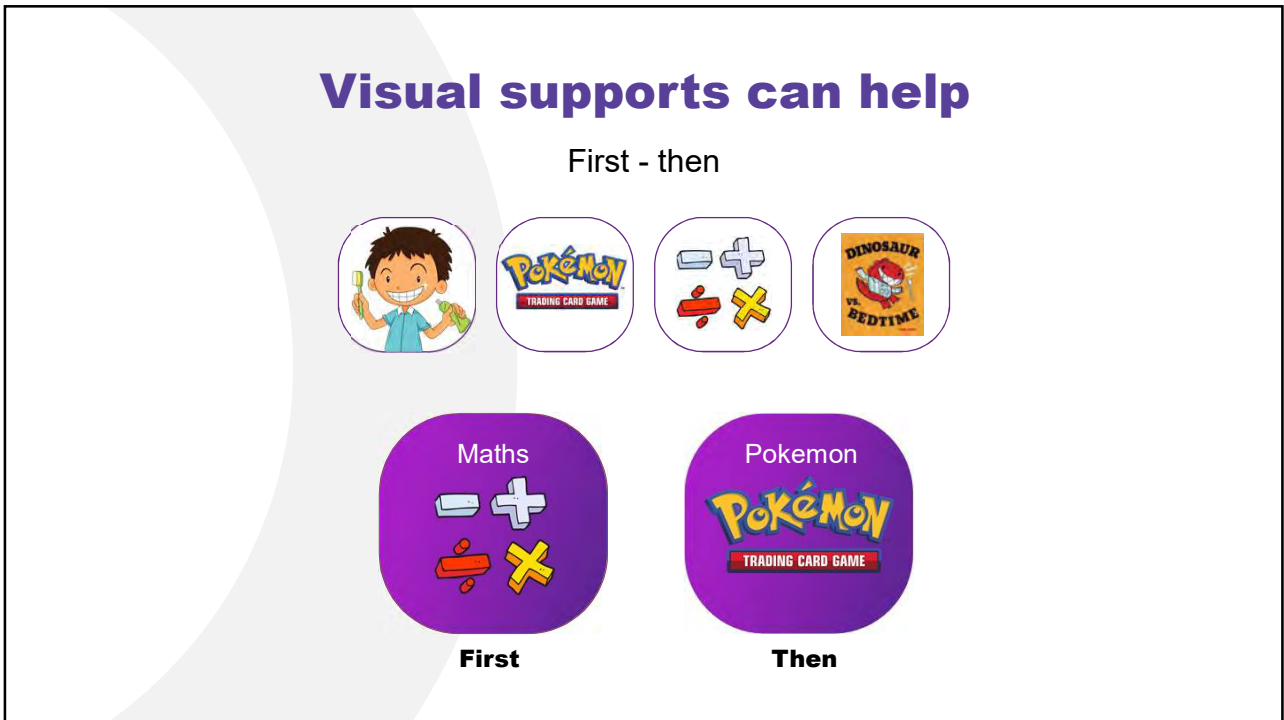 Visual supports can help
First - then
POKéMON
TRADING CARD GAME
DINOSAUR
VS.
BEDTIME
Maths
Pokemon
POKéMON
TRADING CARD GAME
First
Then